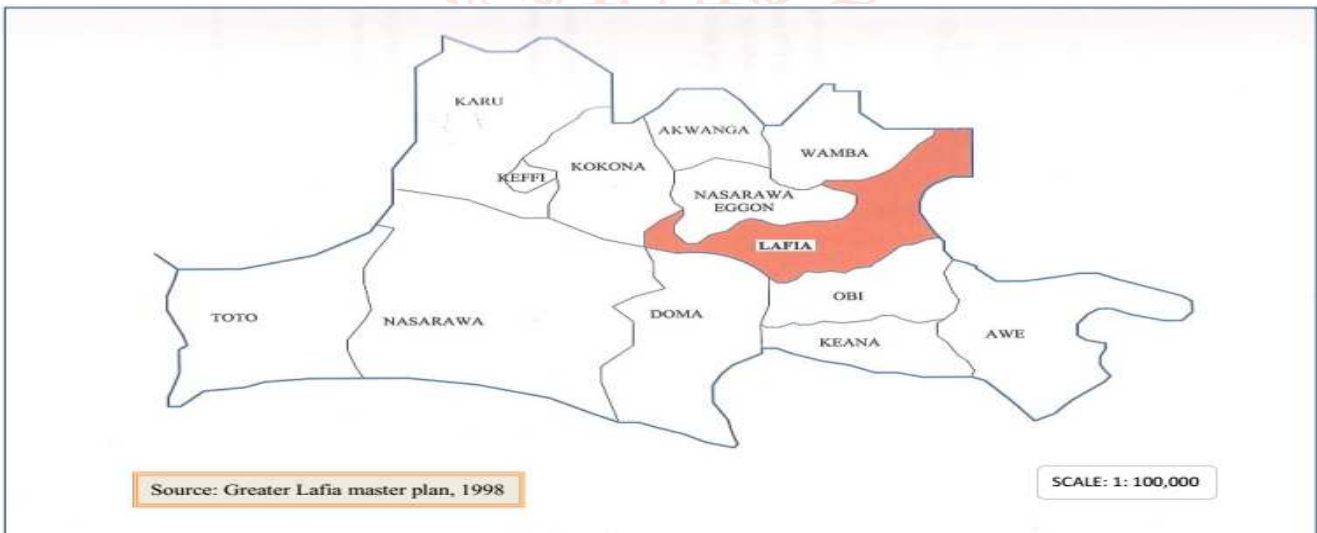 KARU
AKWANGA
WAMBA
KOKONA
KEFFI
NASARAWA
EGGON
LAFIA
OBI
TOTO
NASARAWA
DOMA
KEANA
AWE
Source: Greater Lafia master plan, 1998
SCALE: 1: 100,000